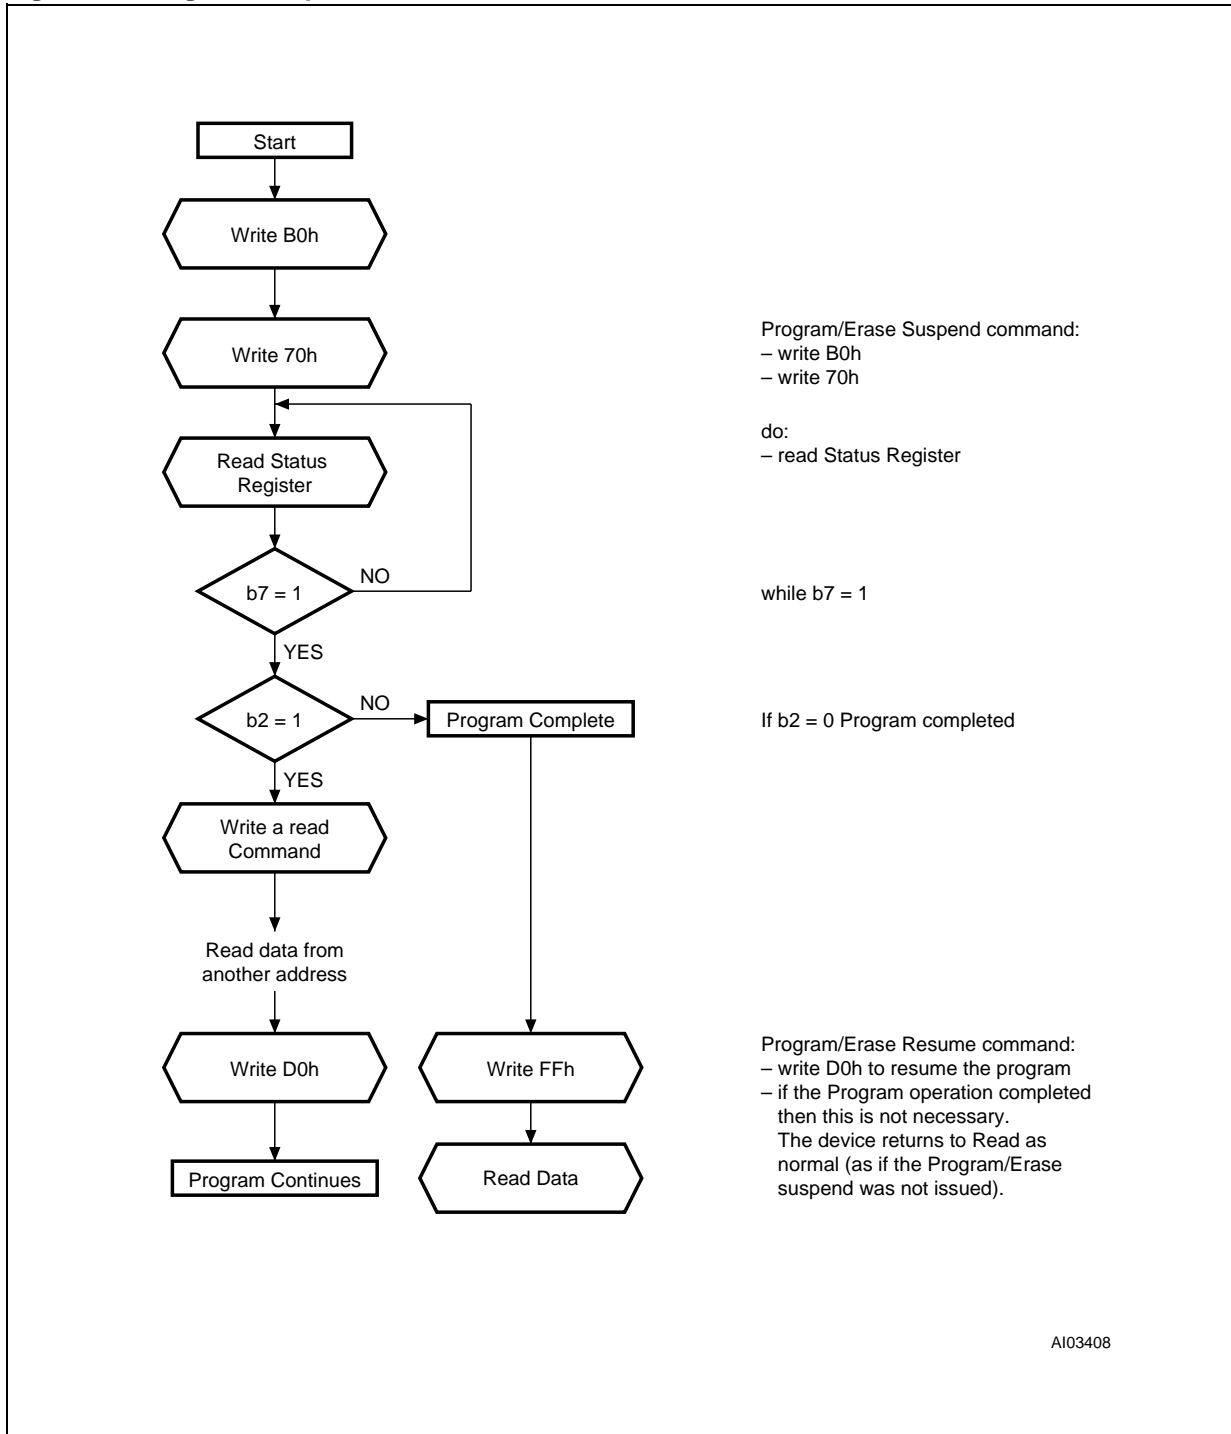 Start
Write B0h
Write 70h
Program/Erase Suspend command:
– write B0h
– write 70h
do:
– read Status Register
Read Status
Register
NO
b7 = 1
while b7 = 1
YES
NO
b2 = 1
Program Complete
If b2 = 0 Program completed
YES
Write a read
Command
Read data from
another address
Write D0h
Write FFh
Program/Erase Resume command:
– write D0h to resume the program
– if the Program operation completed
then this is not necessary.
The device returns to Read as
normal (as if the Program/Erase
suspend was not issued).
Program Continues
Read Data
AI03408